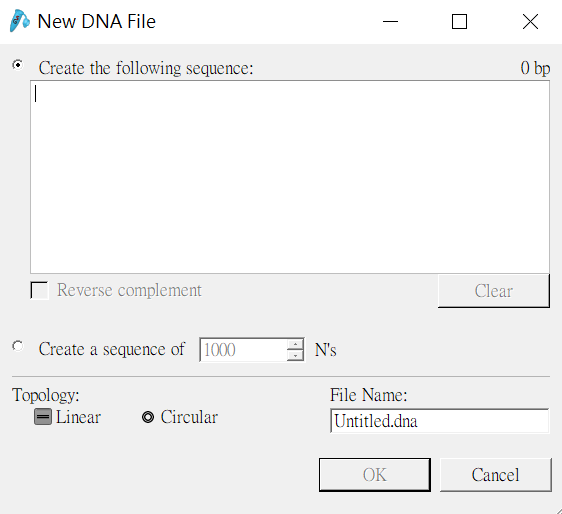 New DNA File
Create the following sequence: 0 bp
Reverse complement Clear
Create a sequence of 1000 N's
Topology: File Name:
Linear Circular Untitled.dna
OK Cancel